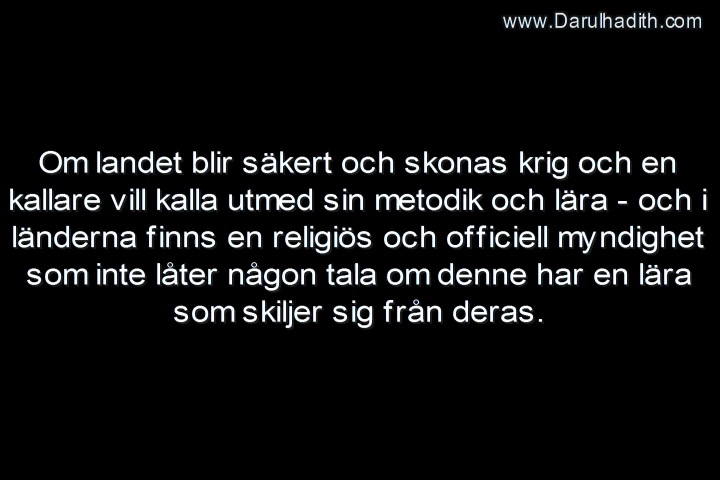 www.Darulhadith.com
Om landet blir säkert och skonas krig och en
kallare vill kalla utmed sin metodik och lära - och i
länderna finns en religiös och officiell myndighet
som inte låter någon tala om denne har en lära
som skiljer sig från deras.